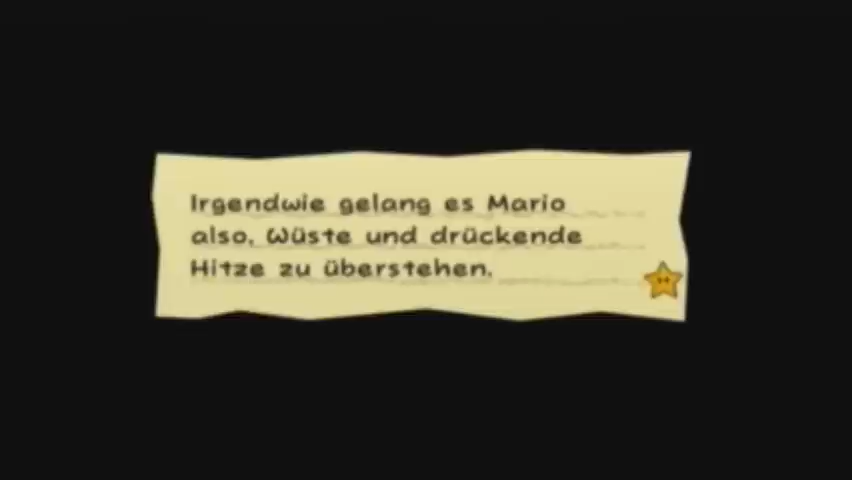 Irgendwie gelang es Mario
also, Wüste und drückende
Hitze zu überstehen.